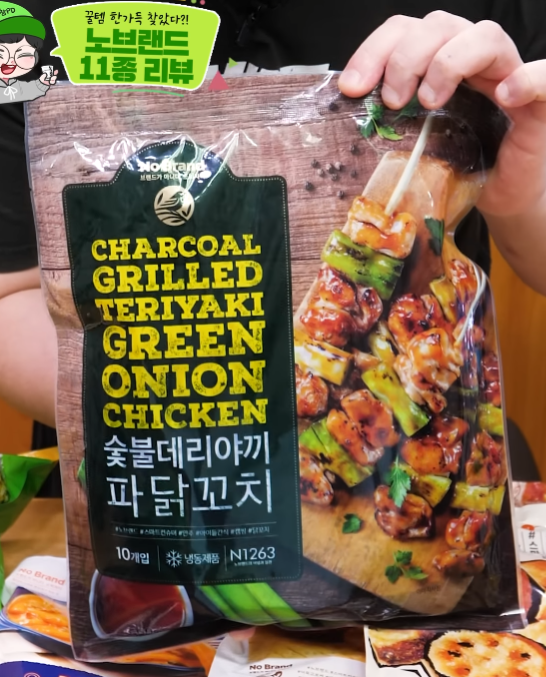 꿀템 한가득 찾았다?!
노브랜드
11종 리뷰
No Brand
CHARCOAL
GRILLED
TERIYAKI
GREEN
ONION
CHICKEN
숯불데리야끼
파닭꼬치
10개입
냉동제품
N1263
No Brand
No Brand